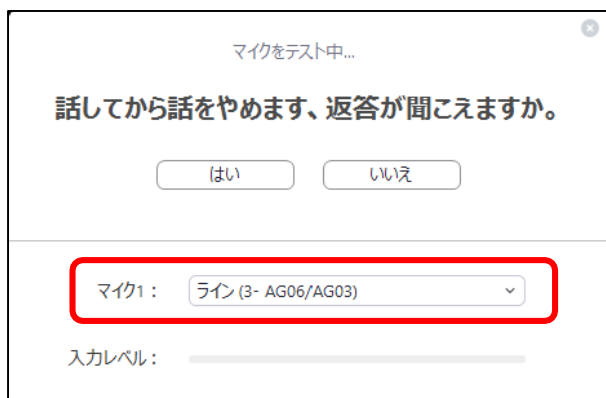 マイクをテスト中...
話してから話をやめます、返答が聞こえますか。
はい いいえ
マイク1： ライン (3- AG06/AG03)
入力レベル：